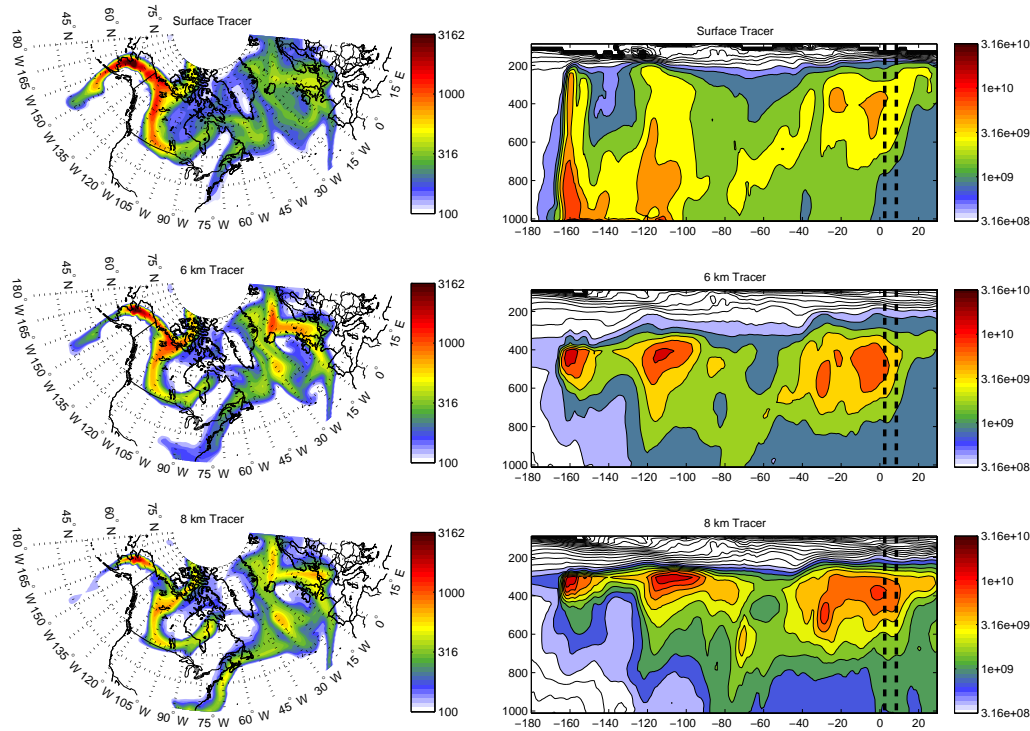 Surface Tracer
45° N
60° N
75° N
180° W
165° W
150° W
135° W
120° W
105° W
90° W
75° W
60° W
45° W
30° W
15° W
0°
15° E
3162
1000
316
100
Surface Tracer
200
400
600
800
1000
−180 −160 −140 −120 −100 −80 −60 −40 −20 0 20
3.16e+10
1e+10
3.16e+09
1e+09
3.16e+08
6 km Tracer
45° N
60° N
75° N
180° W
165° W
150° W
135° W
120° W
105° W
90° W
75° W
60° W
45° W
30° W
15° W
0°
15° E
3162
1000
316
100
6 km Tracer
200
400
600
800
1000
−180 −160 −140 −120 −100 −80 −60 −40 −20 0 20
3.16e+10
1e+10
3.16e+09
1e+09
3.16e+08
8 km Tracer
45° N
60° N
75° N
180° W
165° W
150° W
135° W
120° W
105° W
90° W
75° W
60° W
45° W
30° W
15° W
0°
15° E
3162
1000
316
100
8 km Tracer
200
400
600
800
1000
−180 −160 −140 −120 −100 −80 −60 −40 −20 0 20
3.16e+10
1e+10
3.16e+09
1e+09
3.16e+08